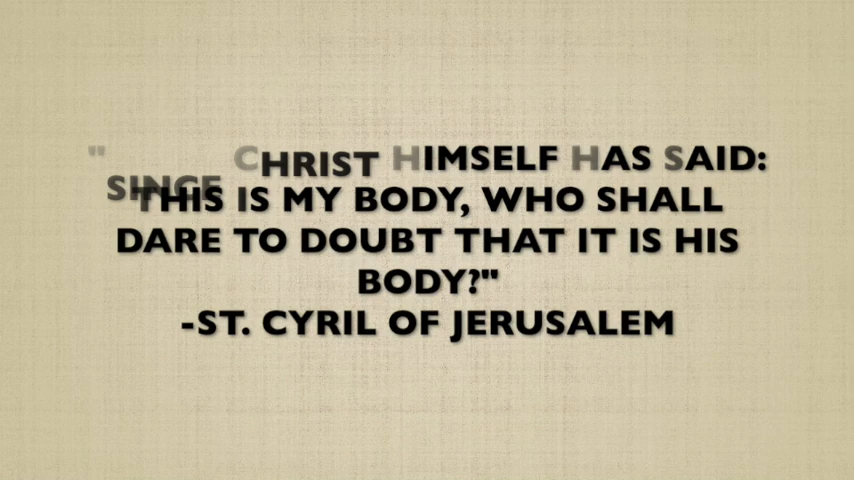 "SINCE CHRIST HIMSELF HAS SAID:
THIS IS MY BODY, WHO SHALL
DARE TO DOUBT THAT IT IS HIS
BODY?"
-ST. CYRIL OF JERUSALEM